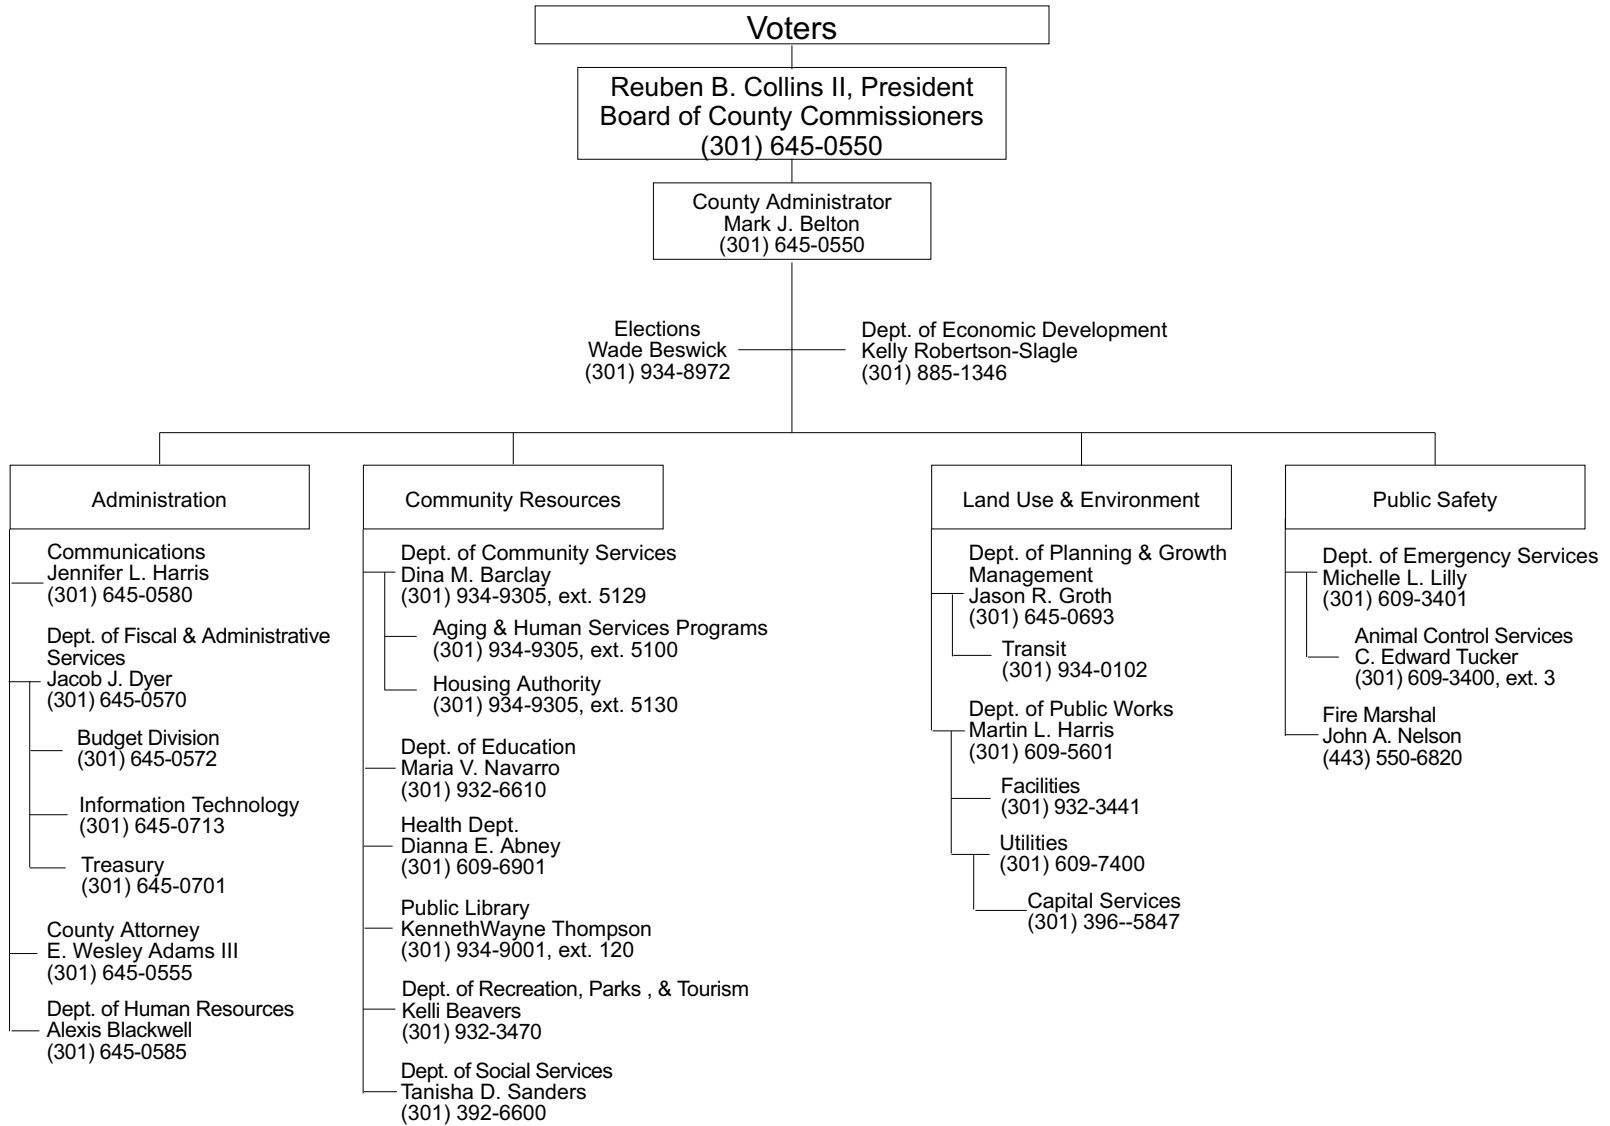 Voters
Reuben B. Collins II, President
Board of County Commissioners
(301) 645-0550
County Administrator
Mark J. Belton
(301) 645-0550
Elections
Wade Beswick
(301) 934-8972
Dept. of Economic Development
Kelly Robertson-Slagle
(301) 885-1346
Administration
Communications
Jennifer L. Harris
(301) 645-0580
Dept. of Fiscal & Administrative
Services
Jacob J. Dyer
(301) 645-0570
Budget Division
(301) 645-0572
Information Technology
(301) 645-0713
Treasury
(301) 645-0701
County Attorney
E. Wesley Adams III
(301) 645-0555
Dept. of Human Resources
Alexis Blackwell
(301) 645-0585
Community Resources
Dept. of Community Services
Dina M. Barclay
(301) 934-9305, ext. 5129
Aging & Human Services Programs
(301) 934-9305, ext. 5100
Housing Authority
(301) 934-9305, ext. 5130
Dept. of Education
Maria V. Navarro
(301) 932-6610
Health Dept.
Dianna E. Abney
(301) 609-6901
Public Library
KennethWayne Thompson
(301) 934-9001, ext. 120
Dept. of Recreation, Parks , & Tourism
Kelli Beavers
(301) 932-3470
Dept. of Social Services
Tanisha D. Sanders
(301) 392-6600
Land Use & Environment
Dept. of Planning & Growth
Management
Jason R. Groth
(301) 645-0693
Transit
(301) 934-0102
Dept. of Public Works
Martin L. Harris
(301) 609-5601
Facilities
(301) 932-3441
Utilities
(301) 609-7400
Capital Services
(301) 396--5847
Public Safety
Dept. of Emergency Services
Michelle L. Lilly
(301) 609-3401
Animal Control Services
C. Edward Tucker
(301) 609-3400, ext. 3
Fire Marshal
John A. Nelson
(443) 550-6820